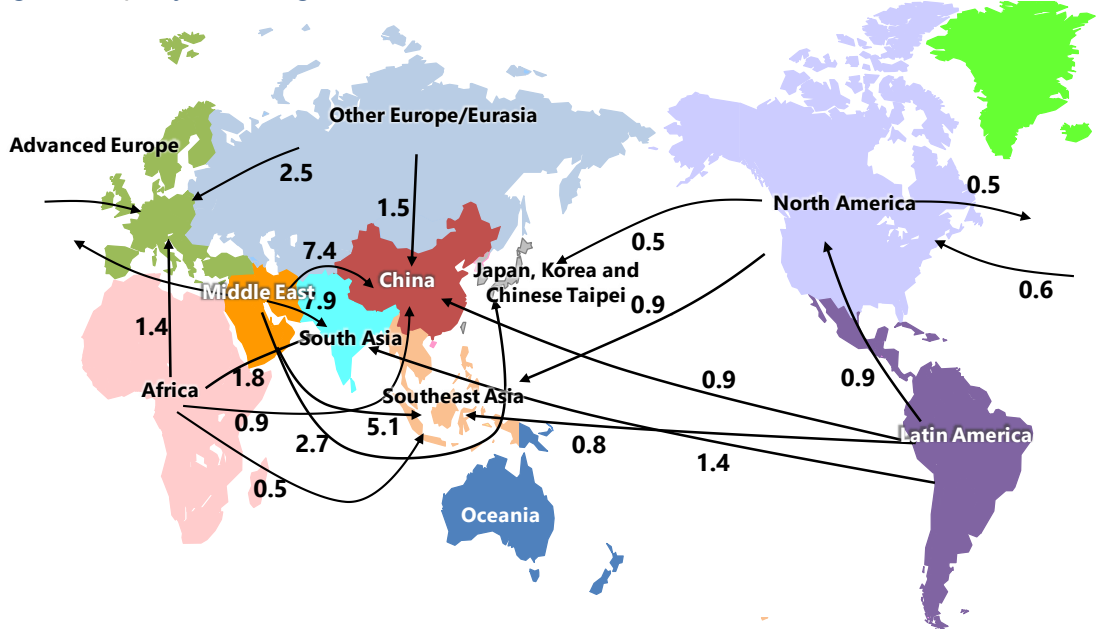 Other Europe/Eurasia
Advanced Europe
2.5
0.5
North America
1.5
0.5
7.4
Japan, Korea and
Chinese Taipei
China
Middle East
7.9
0.6
0.9
1.4
South Asia
1.8
0.9
0.9
Africa
Southeast Asia
0.9
5.1
2.7
0.8
Latin America
1.4
0.5
Oceania